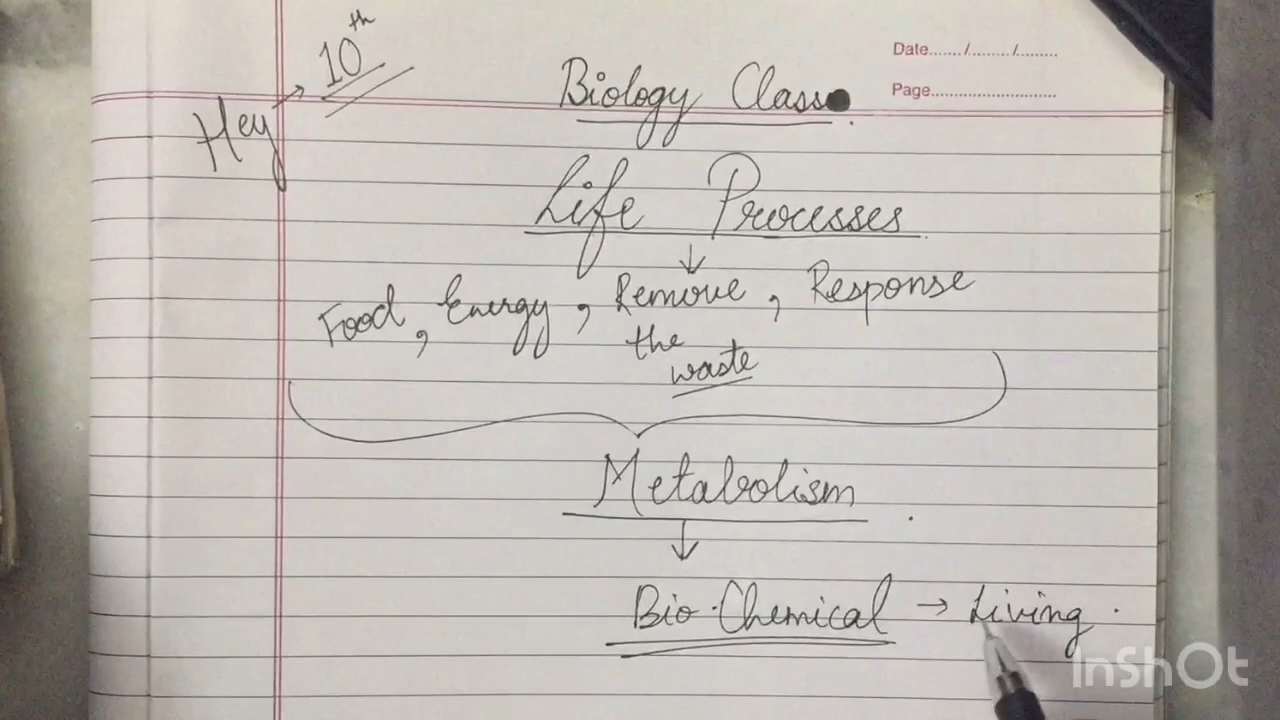 10th
Hey →
Biology Class
Date......./......../........
Page............................
Life Processes
↓
Food, Energy, Remove, Response
the
waste
Metabolism
↓
Bio.Chemical → Living.
InShOt